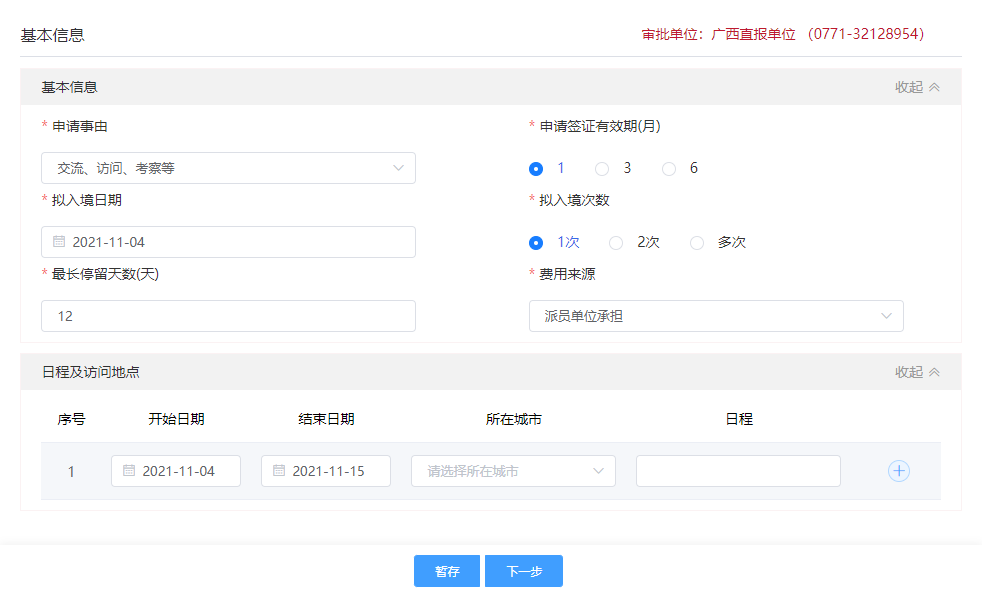 基本信息 审批单位：广西直报单位 （0771-32128954）
基本信息 收起
* 申请事由 * 申请签证有效期(月)
交流、访问、考察等 1 3 6
* 拟入境日期 * 拟入境次数
2021-11-04 1次 2次 多次
* 最长停留天数(天) * 费用来源
12 派员单位承担
日程及访问地点 收起
序号 开始日期 结束日期 所在城市 日程
1 2021-11-04 2021-11-15 请选择所在城市
暂存 下一步